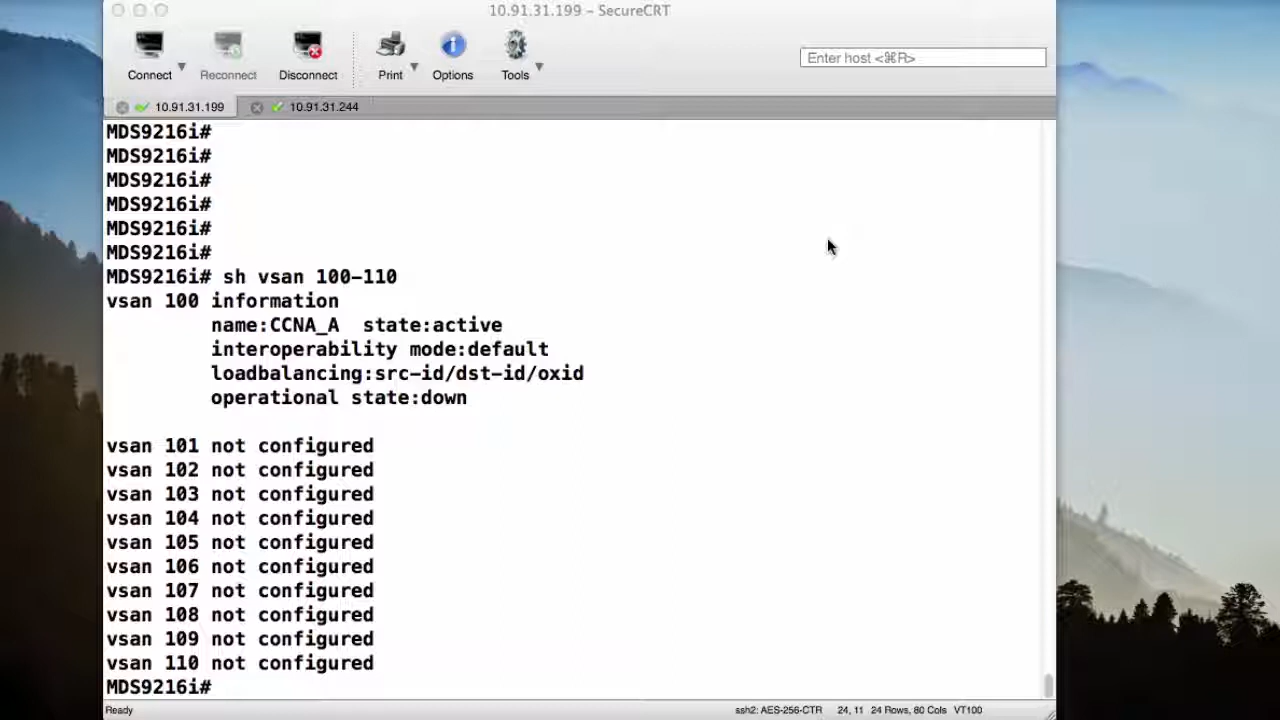 10.91.31.199 – SecureCRT
Connect Reconnect Disconnect Print Options Tools
Enter host <⌘R>
10.91.31.199 10.91.31.244
MDS9216i#
MDS9216i#
MDS9216i#
MDS9216i#
MDS9216i#
MDS9216i#
MDS9216i# sh vsan 100-110
vsan 100 information
name:CCNA_A state:active
interoperability mode:default
loadbalancing:src-id/dst-id/oxid
operational state:down
vsan 101 not configured
vsan 102 not configured
vsan 103 not configured
vsan 104 not configured
vsan 105 not configured
vsan 106 not configured
vsan 107 not configured
vsan 108 not configured
vsan 109 not configured
vsan 110 not configured
MDS9216i#
Ready ssh2: AES-256-CTR 24, 11 24 Rows, 80 Cols VT100